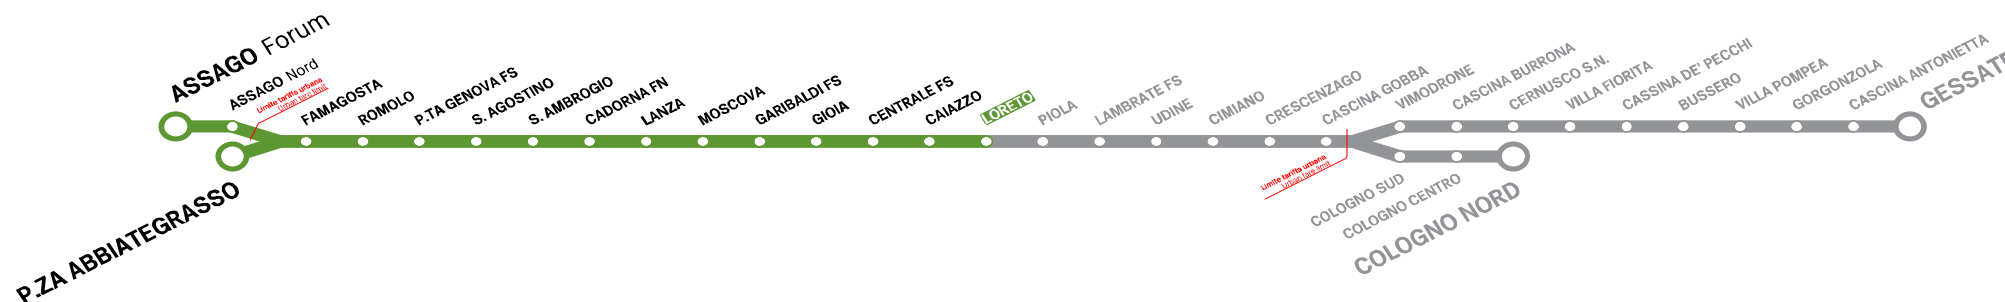 ASSAGO Forum
ASSAGO Nord
Limite tariffa urbana
Urban fare limit
P.ZA ABBIATEGRASSO
FAMAGOSTA
ROMOLO
P.TA GENOVA FS
S. AGOSTINO
S. AMBROGIO
CADORNA FN
LANZA
MOSCOVA
GARIBALDI FS
GIOIA
CENTRALE FS
CAIAZZO
LORETO
PIOLA
LAMBRATE FS
UDINE
CIMIANO
CRESCENZAGO
CASCINA GOBBA
Limite tariffa urbana
Urban fare limit
VIMODRONE
CASCINA BURRONA
CERNUSCO S.N.
VILLA FIORITA
CASSINA DE' PECCHI
BUSSERO
VILLA POMPEA
GORGONZOLA
CASCINA ANTONIETTA
GESSATE
COLOGNO SUD
COLOGNO CENTRO
COLOGNO NORD